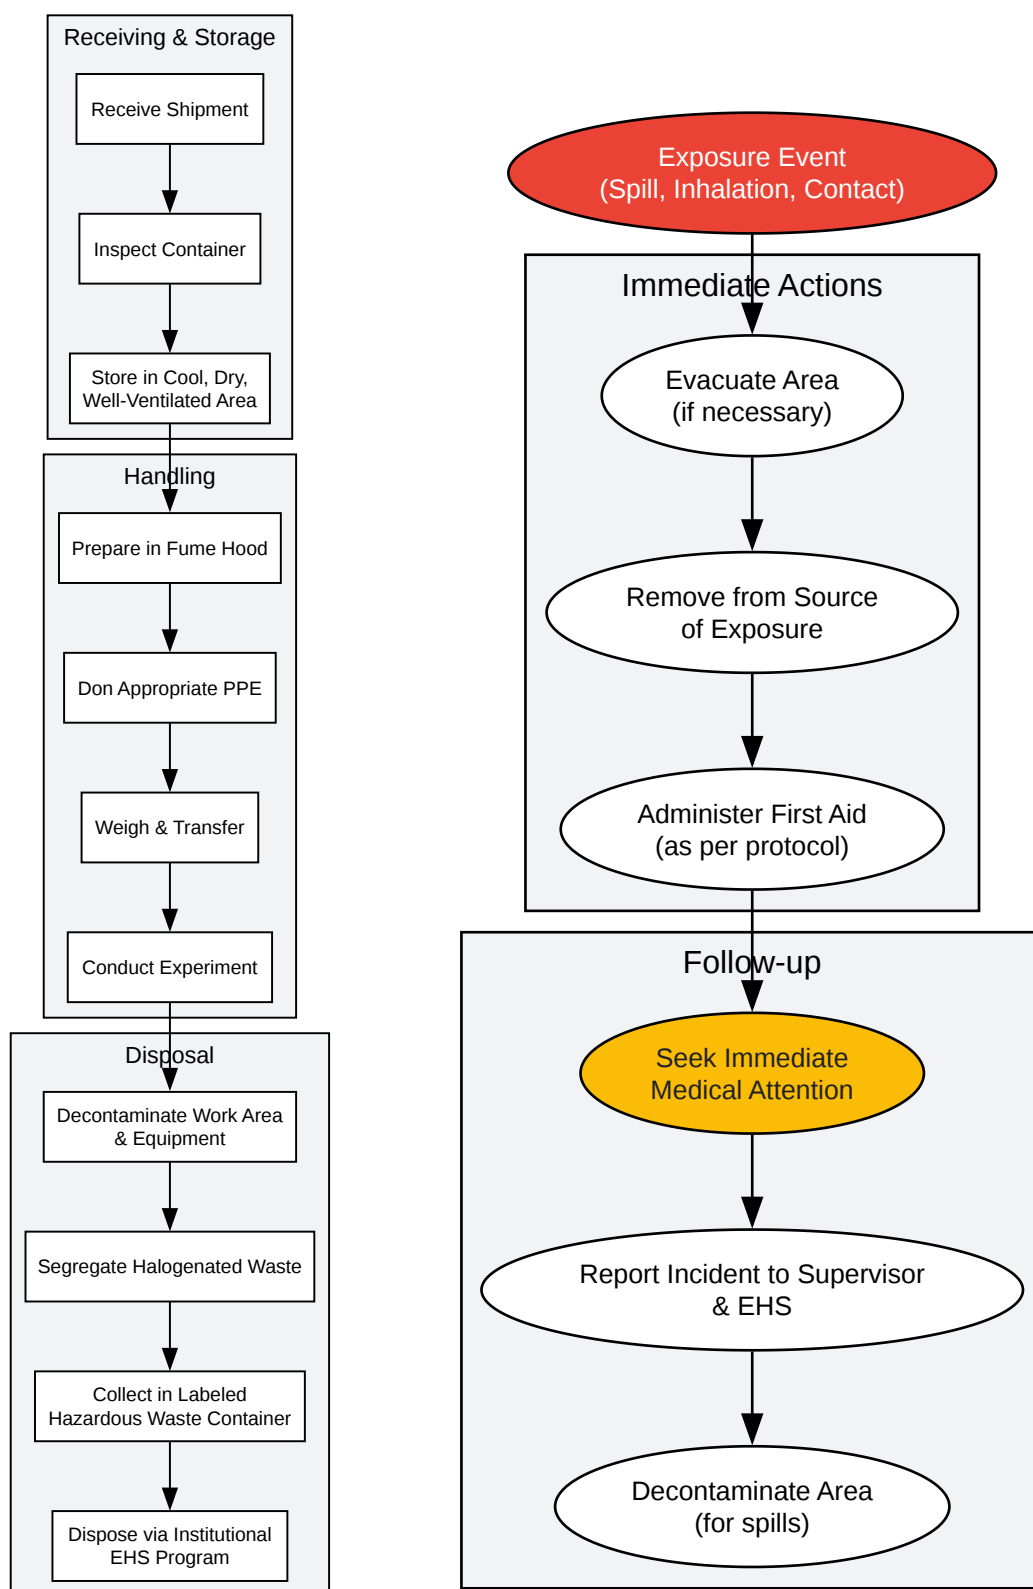 Receiving & Storage
Receive Shipment
Inspect Container
Store in Cool, Dry,
Well-Ventilated Area
Handling
Prepare in Fume Hood
Don Appropriate PPE
Weigh & Transfer
Conduct Experiment
Disposal
Decontaminate Work Area
& Equipment
Segregate Halogenated Waste
Collect in Labeled
Hazardous Waste Container
Dispose via Institutional
EHS Program
Exposure Event
(Spill, Inhalation, Contact)
Immediate Actions
Evacuate Area
(if necessary)
Remove from Source
of Exposure
Administer First Aid
(as per protocol)
Follow-up
Seek Immediate
Medical Attention
Report Incident to Supervisor
& EHS
Decontaminate Area
(for spills)